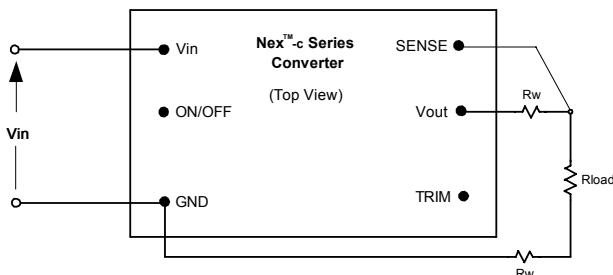 Nex™-c Series
Converter
(Top View)
Vin
ON/OFF
GND
SENSE
Vout
TRIM
Vin
Rw
Rload
Rw